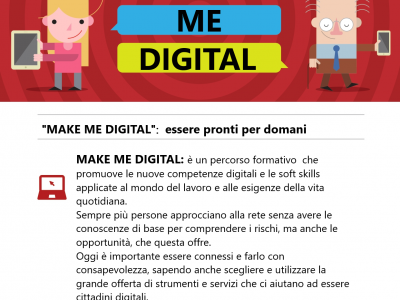 ME
DIGITAL
"MAKE ME DIGITAL": essere pronti per domani
MAKE ME DIGITAL: è un percorso formativo che
promuove le nuove competenze digitali e le soft skills
applicate al mondo del lavoro e alle esigenze della vita
quotidiana.
Sempre più persone approcciano alla rete senza avere le
conoscenze di base per comprendere i rischi, ma anche le
opportunità, che questa offre.
Oggi è importante essere connessi e farlo con
consapevolezza, sapendo anche scegliere e utilizzare la
grande offerta di strumenti e servizi che ci aiutano ad essere
cittadini digitali.